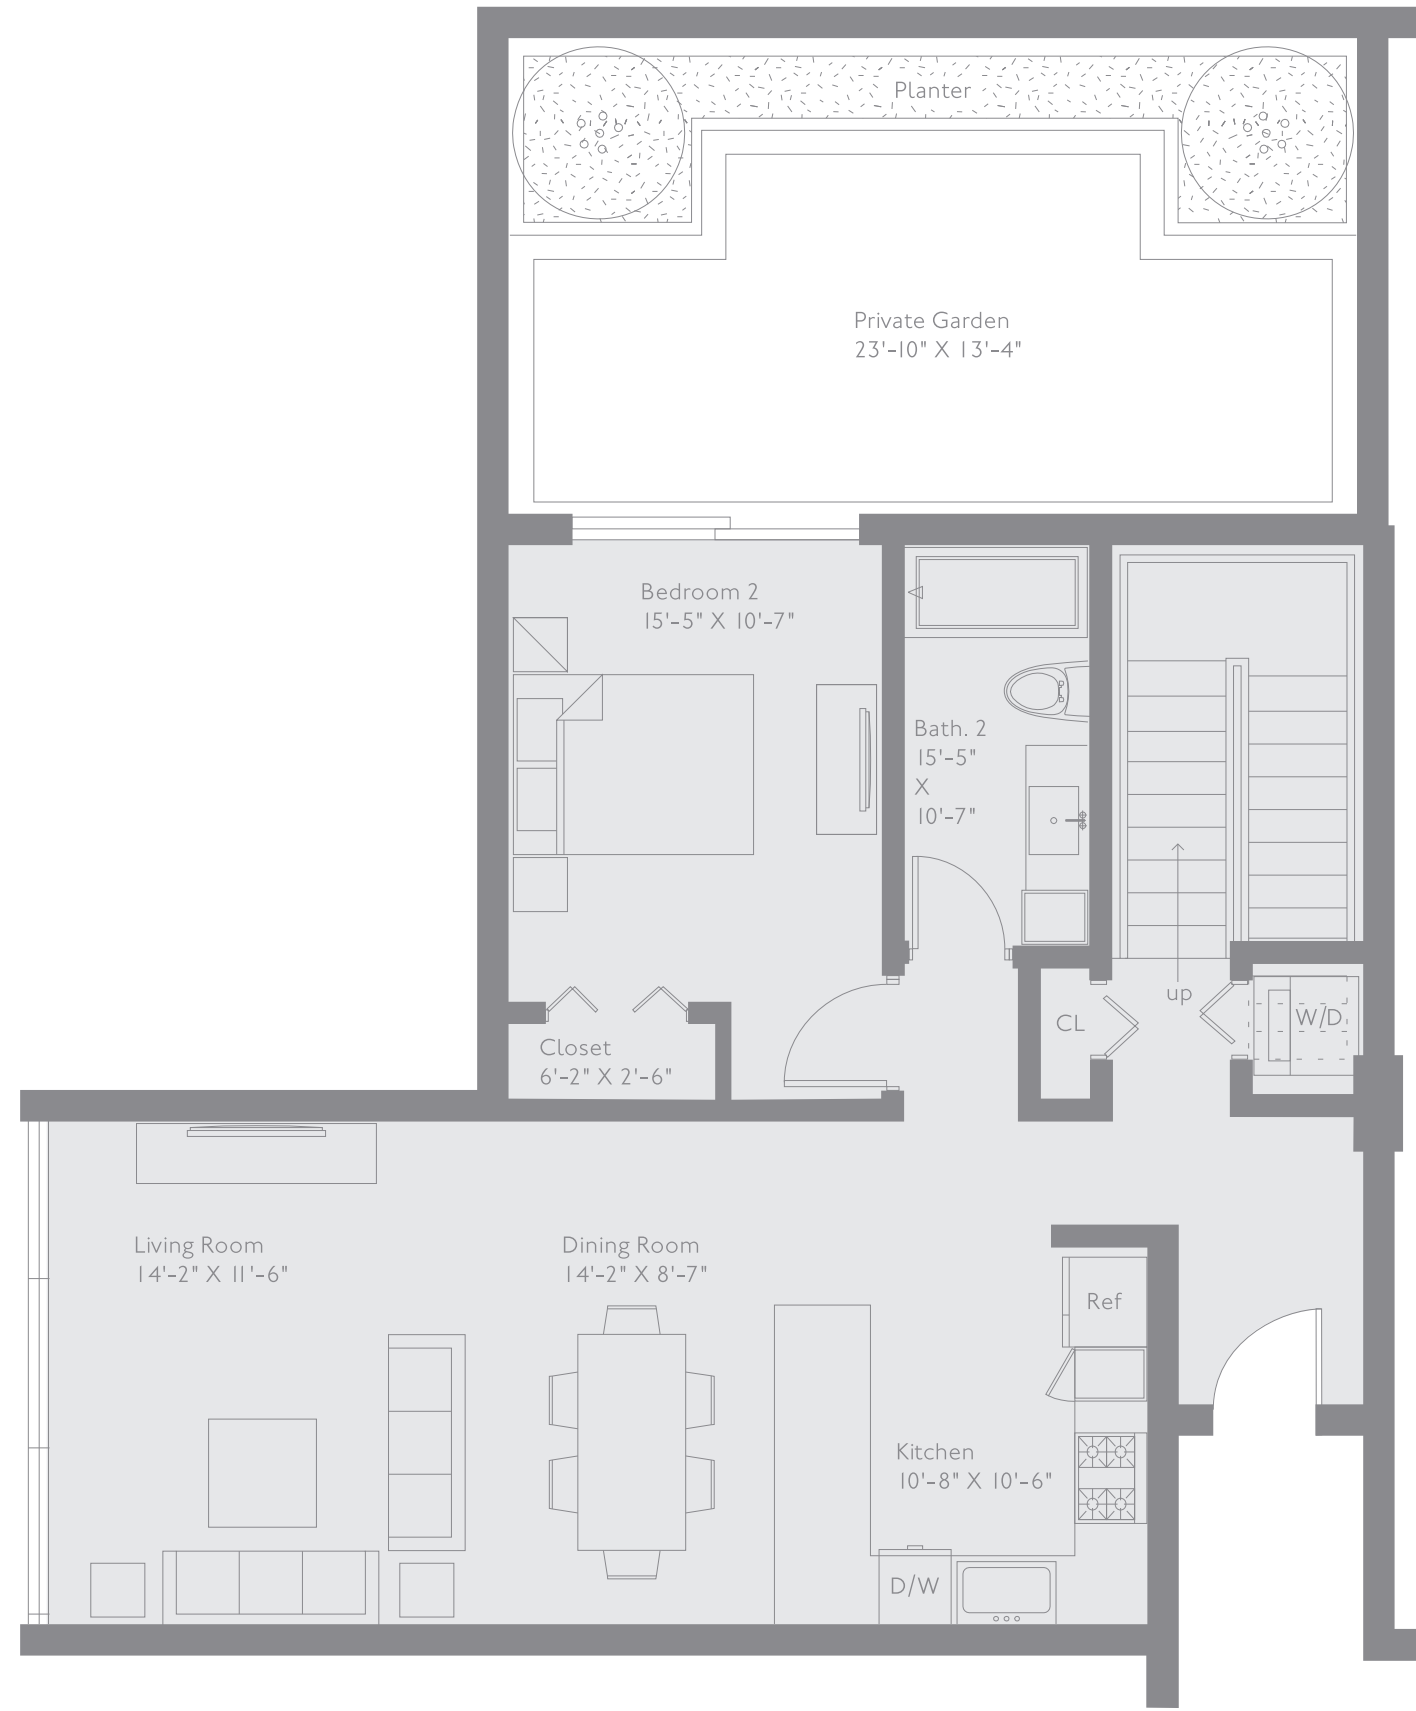 Planter
Private Garden
23'-10" X 13'-4"
Bedroom 2
15'-5" X 10'-7"
Bath. 2
15'-5"
X
10'-7"
up
CL
W/D
Closet
6'-2" X 2'-6"
Living Room
14'-2" X 11'-6"
Dining Room
14'-2" X 8'-7"
Ref
Kitchen
10'-8" X 10'-6"
D/W